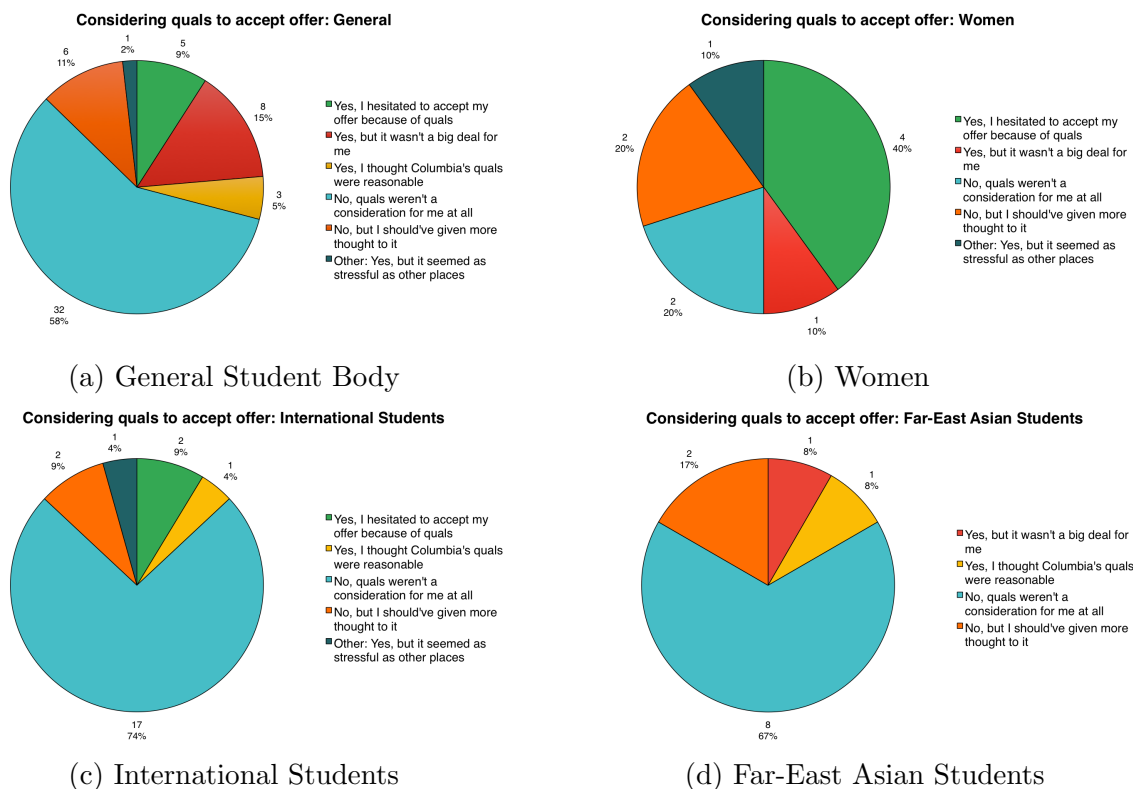 Considering quals to accept offer: General
6
11%
1
2%
5
9%
8
15%
3
5%
32
58%
Yes, I hesitated to accept my
offer because of quals
Yes, but it wasn't a big deal for
me
Yes, I thought Columbia's quals
were reasonable
No, quals weren't a
consideration for me at all
No, but I should've given more
thought to it
Other: Yes, but it seemed as
stressful as other places
(a) General Student Body
Considering quals to accept offer: Women
1
10%
4
40%
2
20%
2
20%
1
10%
Yes, I hesitated to accept my
offer because of quals
Yes, but it wasn't a big deal for
me
No, quals weren't a
consideration for me at all
No, but I should've given more
thought to it
Other: Yes, but it seemed as
stressful as other places
(b) Women
Considering quals to accept offer: International Students
2
9%
1
4%
2
9%
1
4%
17
74%
Yes, I hesitated to accept my
offer because of quals
Yes, I thought Columbia's quals
were reasonable
No, quals weren't a
consideration for me at all
No, but I should've given more
thought to it
Other: Yes, but it seemed as
stressful as other places
(c) International Students
Considering quals to accept offer: Far-East Asian Students
2
17%
1
8%
1
8%
8
67%
Yes, but it wasn't a big deal for
me
Yes, I thought Columbia's quals
were reasonable
No, quals weren't a
consideration for me at all
No, but I should've given more
thought to it
(d) Far-East Asian Students